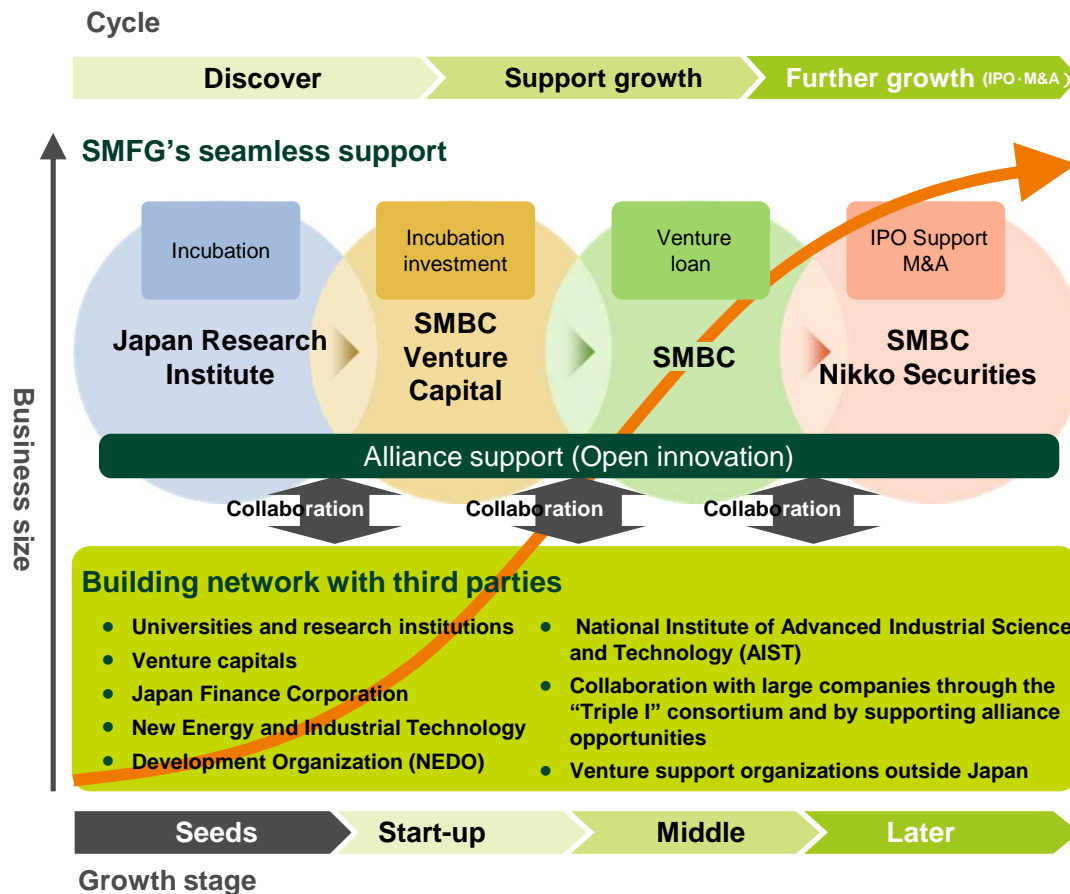 Cycle
Discover
Support growth
Further growth (IPO·M&A)
SMFG's seamless support
Incubation
Incubation
investment
Venture
loan
IPO Support
M&A
Japan Research
Institute
SMBC
Venture
Capital
SMBC
SMBC
Nikko Securities
Business size
Alliance support (Open innovation)
Collaboration
Collaboration
Collaboration
Building network with third parties
• Universities and research institutions
• Venture capitals
• Japan Finance Corporation
• New Energy and Industrial Technology
• Development Organization (NEDO)
• National Institute of Advanced Industrial Science
and Technology (AIST)
• Collaboration with large companies through the
“Triple I” consortium and by supporting alliance
opportunities
• Venture support organizations outside Japan
Seeds
Start-up
Middle
Later
Growth stage